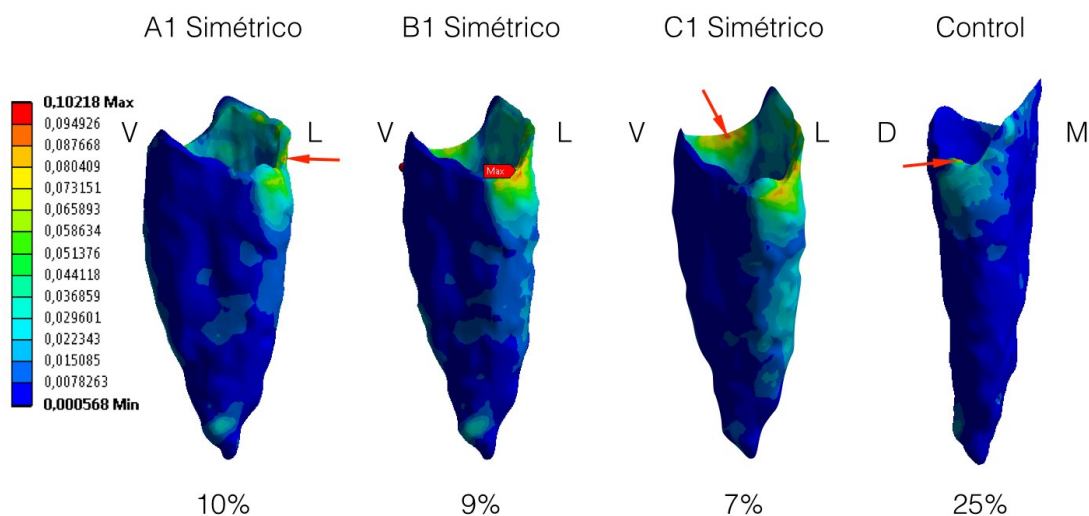 A1 Simétrico
B1 Simétrico
C1 Simétrico
Control
0,10218 Max
0,094926
0,087668
0,080409
0,073151
0,065893
0,058634
0,051376
0,044118
0,036859
0,029601
0,022343
0,015085
0,0078263
0,000568 Min
V
L
V
L
V
L
D
M
Max
10%
9%
7%
25%